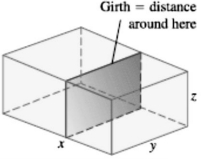 Girth = distance
around here
z
x
y